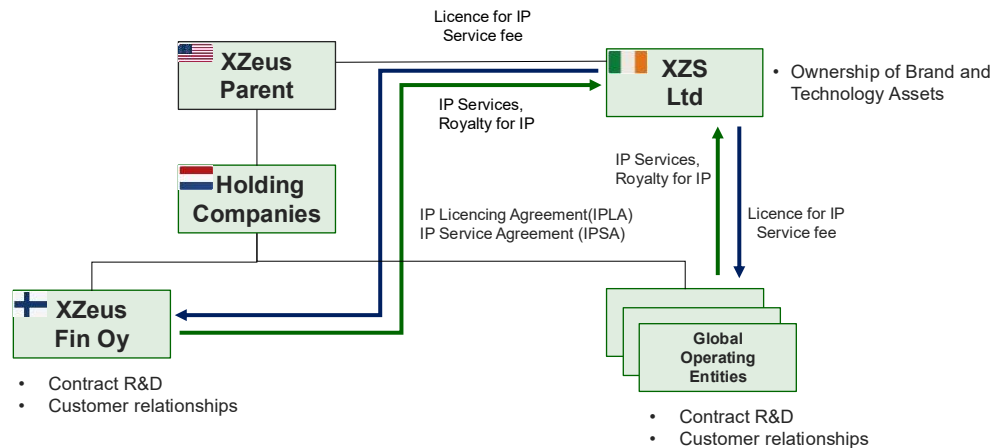 Licence for IP
Service fee
XZeus
Parent
XZS
Ltd
• Ownership of Brand and
Technology Assets
IP Services,
Royalty for IP
Holding
Companies
IP Services,
Royalty for IP
IP Licencing Agreement(IPLA)
IP Service Agreement (IPSA)
Licence for IP
Service fee
XZeus
Fin Oy
Global
Operating
Entities
• Contract R&D
• Customer relationships
• Contract R&D
• Customer relationships